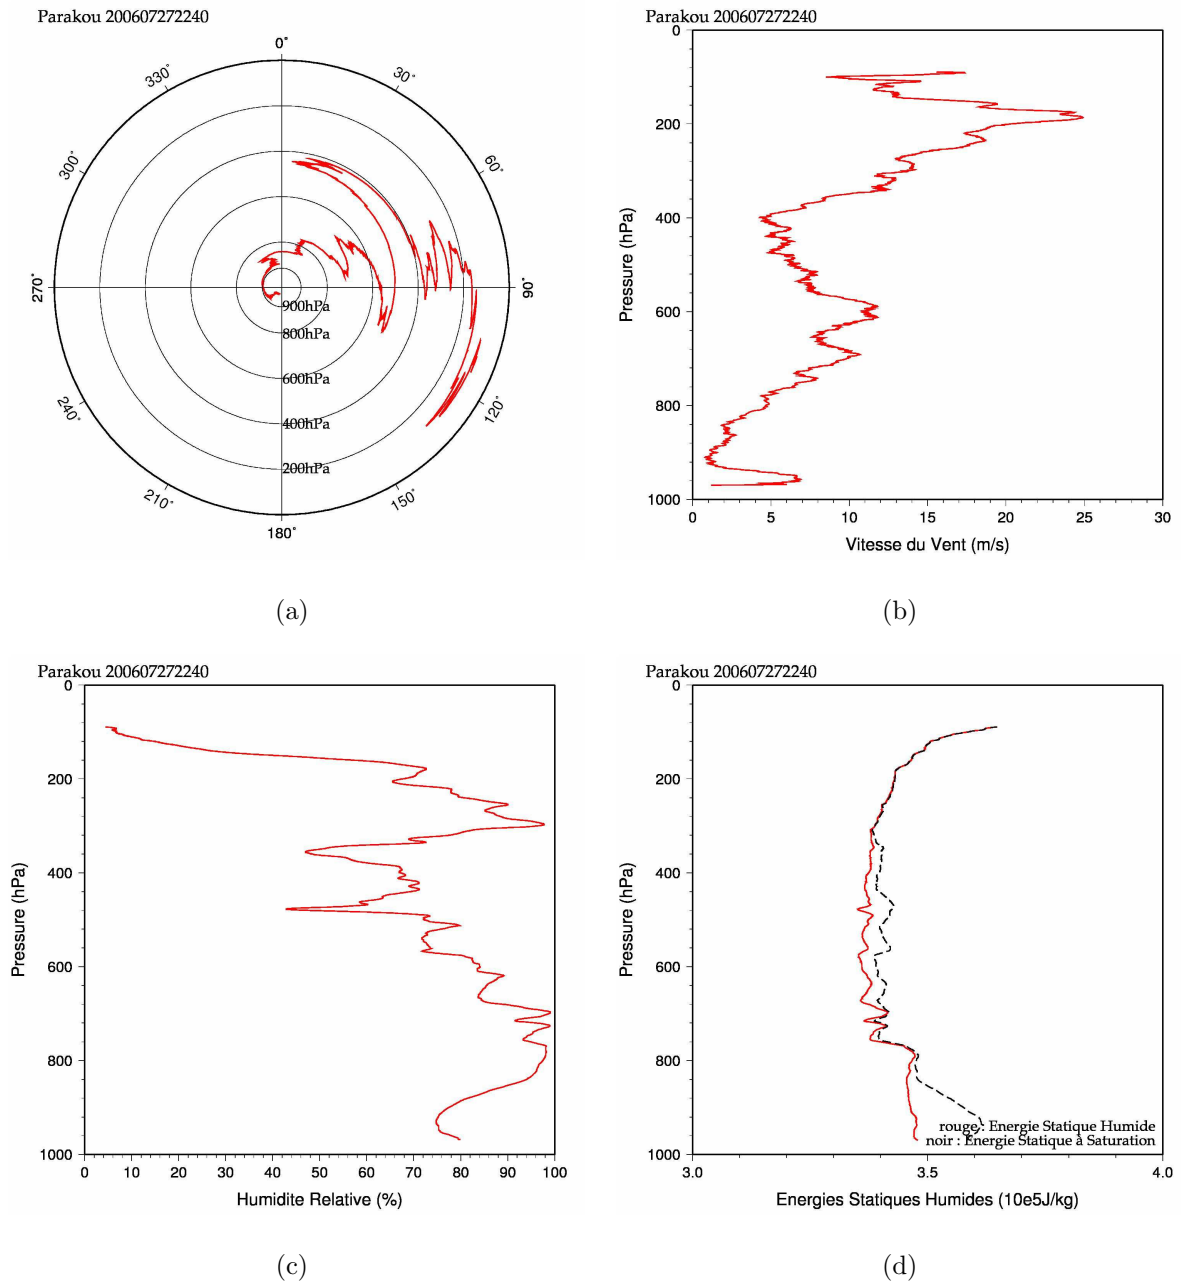 Parakou 200607272240
0°
30°
60°
90°
120°
150°
180°
210°
240°
270°
300°
330°
900hPa
800hPa
600hPa
400hPa
200hPa
(a)
Parakou 200607272240
0
200
400
600
800
1000
Pressure (hPa)
0 5 10 15 20 25 30
Vitesse du Vent (m/s)
(b)
Parakou 200607272240
0
200
400
600
800
1000
Pressure (hPa)
0 10 20 30 40 50 60 70 80 90 100
Humidite Relative (%)
(c)
Parakou 200607272240
0
200
400
600
800
1000
Pressure (hPa)
rouge : Energie Statique Humide
noir : Energie Statique à Saturation
3.0 3.5 4.0
Energies Statiques Humides (10e5J/kg)
(d)